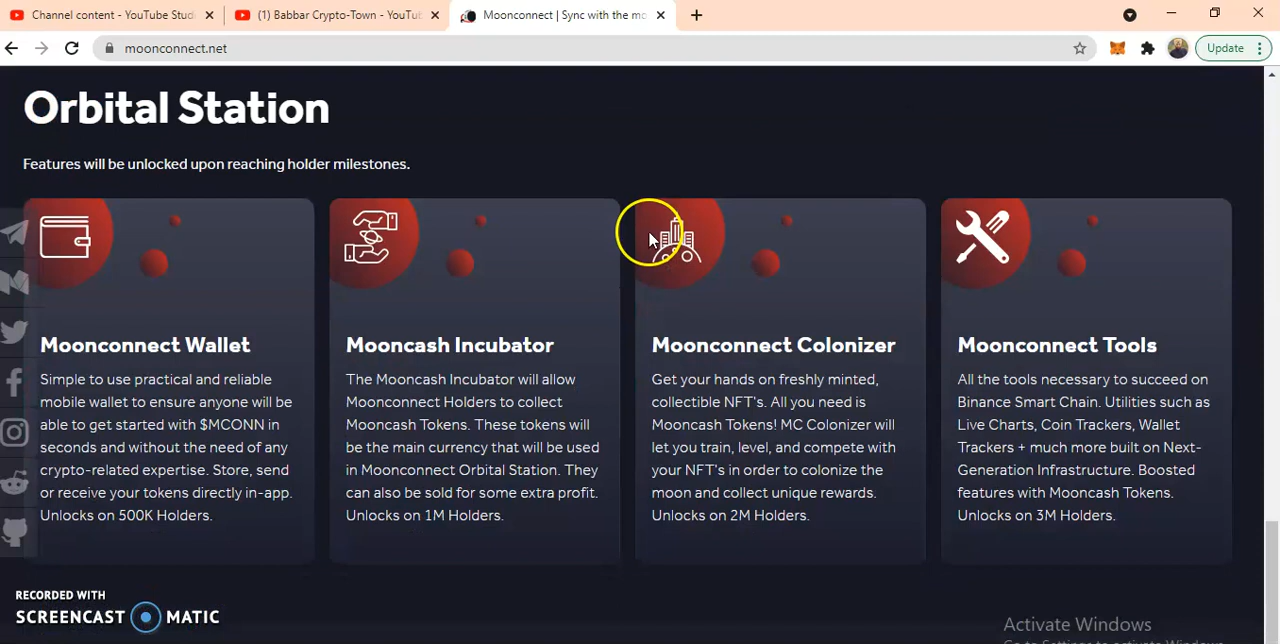 Channel content - YouTube Stud
(1) Babbar Crypto-Town - YouTu
Moonconnect | Sync with the mo
moonconnect.net
Update
Orbital Station
Features will be unlocked upon reaching holder milestones.
Moonconnect Wallet
Simple to use practical and reliable
mobile wallet to ensure anyone will be
able to get started with $MCONN in
seconds and without the need of any
crypto-related expertise. Store, send
or receive your tokens directly in-app.
Unlocks on 500K Holders.
Mooncash Incubator
The Mooncash Incubator will allow
Moonconnect Holders to collect
Mooncash Tokens. These tokens will
be the main currency that will be used
in Moonconnect Orbital Station. They
can also be sold for some extra profit.
Unlocks on 1M Holders.
Moonconnect Colonizer
Get your hands on freshly minted,
collectible NFT's. All you need is
Mooncash Tokens! MC Colonizer will
let you train, level, and compete with
your NFT's in order to colonize the
moon and collect unique rewards.
Unlocks on 2M Holders.
Moonconnect Tools
All the tools necessary to succeed on
Binance Smart Chain. Utilities such as
Live Charts, Coin Trackers, Wallet
Trackers + much more built on Next-
Generation Infrastructure. Boosted
features with Mooncash Tokens.
Unlocks on 3M Holders.
RECORDED WITH
SCREENCAST MATIC
Activate Windows
Go to Settings to activate Windows